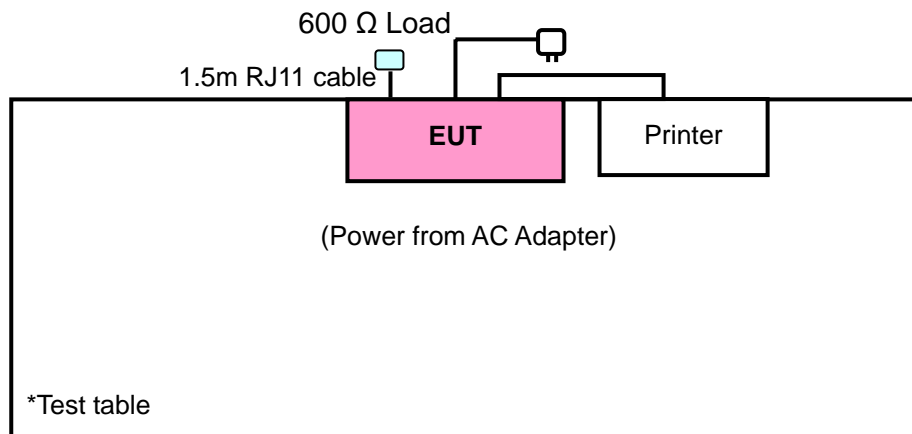 600 Ω Load
1.5m RJ11 cable
EUT
Printer
(Power from AC Adapter)
*Test table